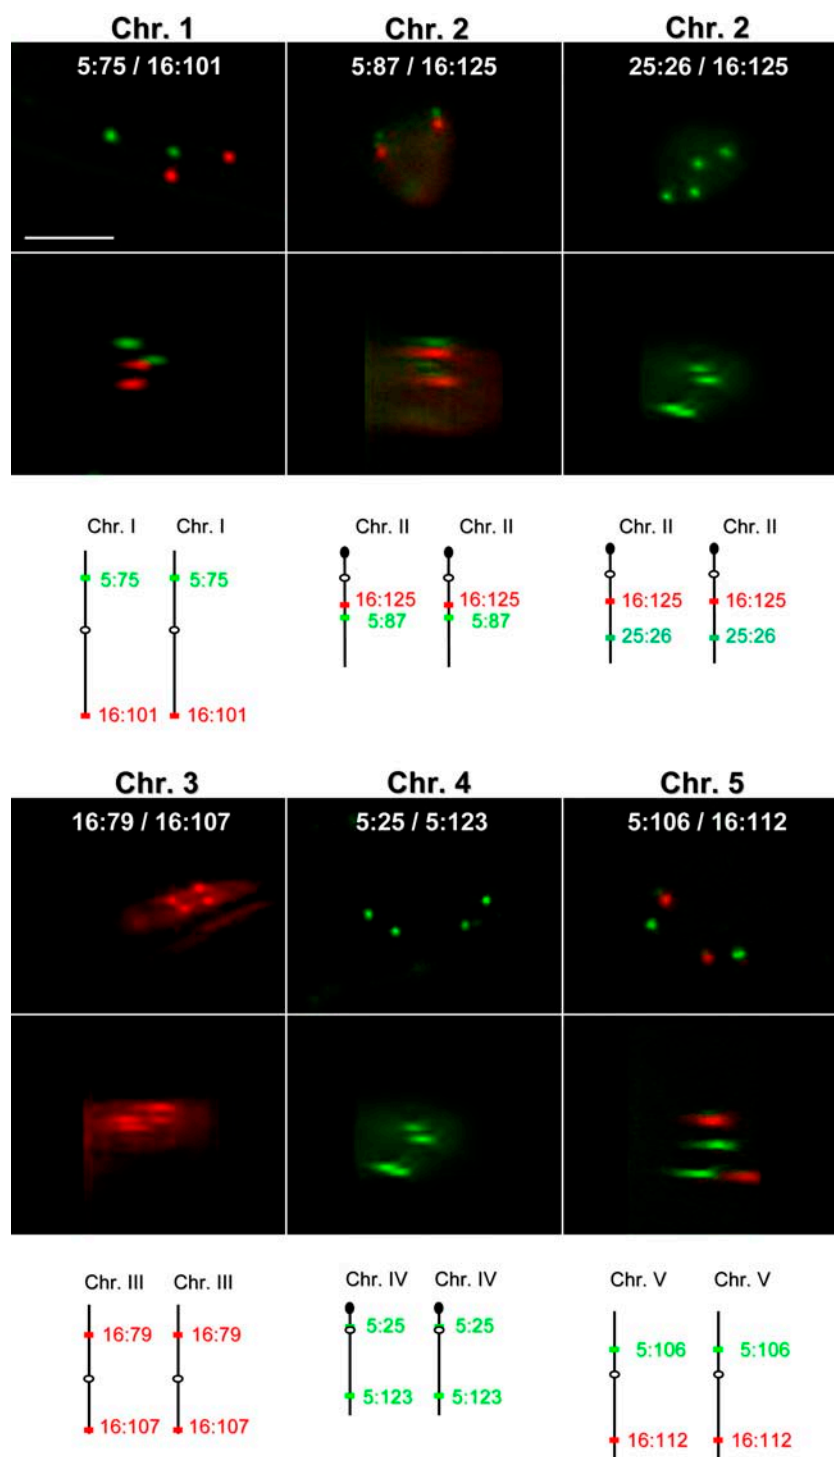 Chr. 1 Chr. 2 Chr. 2
5:75 / 16:101 5:87 / 16:125 25:26 / 16:125
Chr. I Chr. I Chr. II Chr. II Chr. II Chr. II
5:75 5:75
16:125 16:125 16:125 16:125
5:87 5:87
25:26 25:26
16:101 16:101
Chr. 3 Chr. 4 Chr. 5
16:79 / 16:107 5:25 / 5:123 5:106 / 16:112
Chr. III Chr. III Chr. IV Chr. IV Chr. V Chr. V
16:79 16:79 5:25 5:25
5:106 5:106
5:123 5:123
16:107 16:107
16:112 16:112